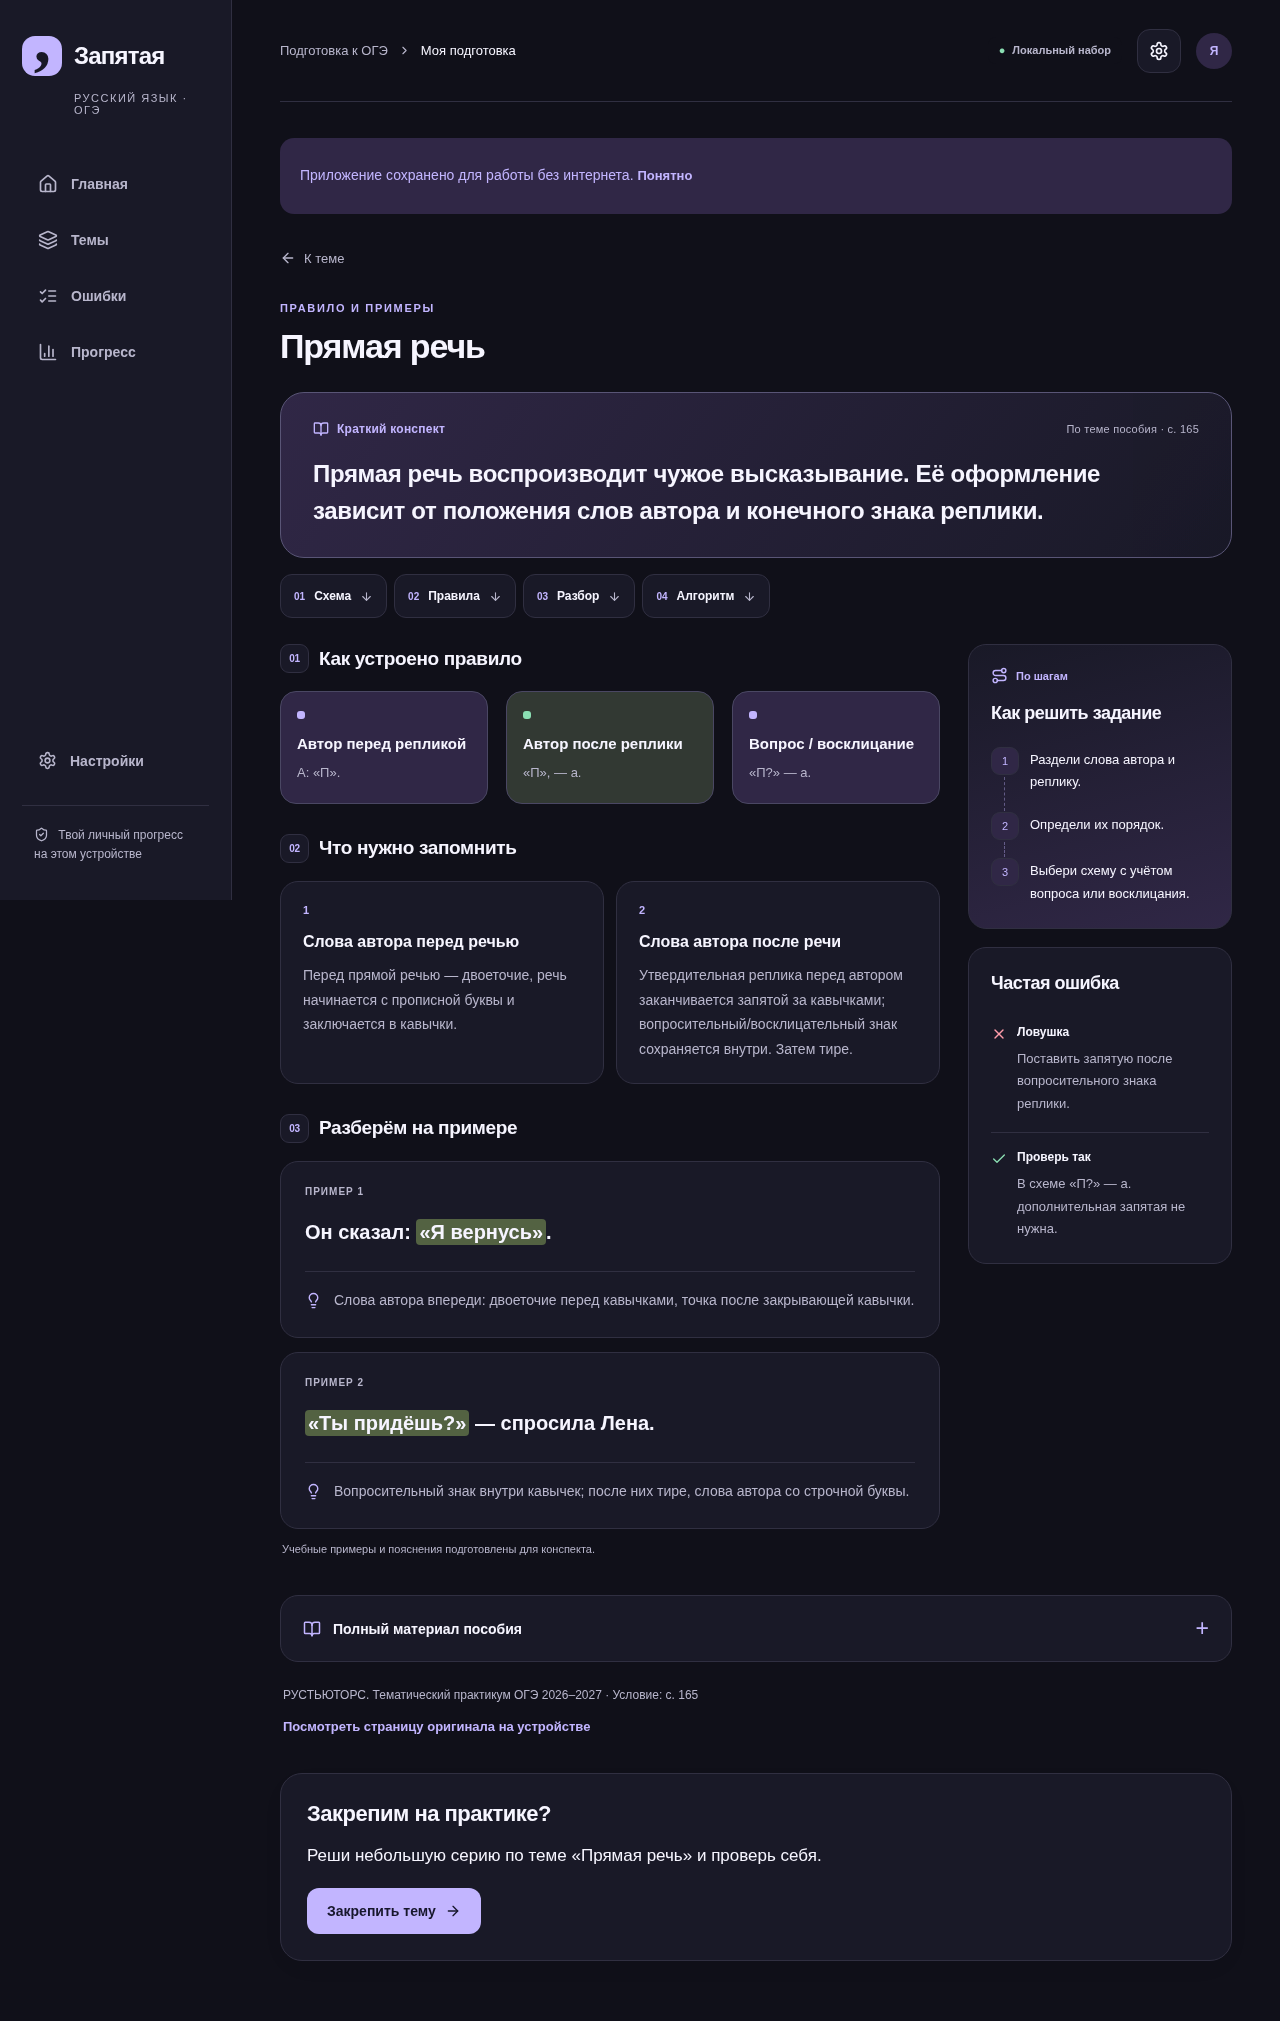 Запятая
РУССКИЙ ЯЗЫК ·
ОГЭ
Главная
Темы
Ошибки
Прогресс
Настройки
Твой личный прогресс
на этом устройстве
Подготовка к ОГЭ
Моя подготовка
Локальный набор
Я
Приложение сохранено для работы без интернета. Понятно
К теме
ПРАВИЛО И ПРИМЕРЫ
Прямая речь
Краткий конспект
По теме пособия · с. 165
Прямая речь воспроизводит чужое высказывание. Её оформление
зависит от положения слов автора и конечного знака реплики.
01 Схема
02 Правила
03 Разбор
04 Алгоритм
01 Как устроено правило
Автор перед репликой
А: «П».
Автор после реплики
«П», — а.
Вопрос / восклицание
«П?» — а.
02 Что нужно запомнить
1
Слова автора перед речью
Перед прямой речью — двоеточие, речь
начинается с прописной буквы и
заключается в кавычки.
2
Слова автора после речи
Утвердительная реплика перед автором
заканчивается запятой за кавычками;
вопросительный/восклицательный знак
сохраняется внутри. Затем тире.
03 Разберём на примере
ПРИМЕР 1
Он сказал: «Я вернусь».
Слова автора впереди: двоеточие перед кавычками, точка после закрывающей кавычки.
ПРИМЕР 2
«Ты придёшь?» — спросила Лена.
Вопросительный знак внутри кавычек; после них тире, слова автора со строчной буквы.
Учебные примеры и пояснения подготовлены для конспекта.
По шагам
Как решить задание
1 Раздели слова автора и
реплику.
2 Определи их порядок.
3 Выбери схему с учётом
вопроса или восклицания.
Частая ошибка
Ловушка
Поставить запятую после
вопросительного знака
реплики.
Проверь так
В схеме «П?» — а.
дополнительная запятая не
нужна.
Полный материал пособия
РУСТЬЮТОРС. Тематический практикум ОГЭ 2026–2027 · Условие: с. 165
Посмотреть страницу оригинала на устройстве
Закрепим на практике?
Реши небольшую серию по теме «Прямая речь» и проверь себя.
Закрепить тему